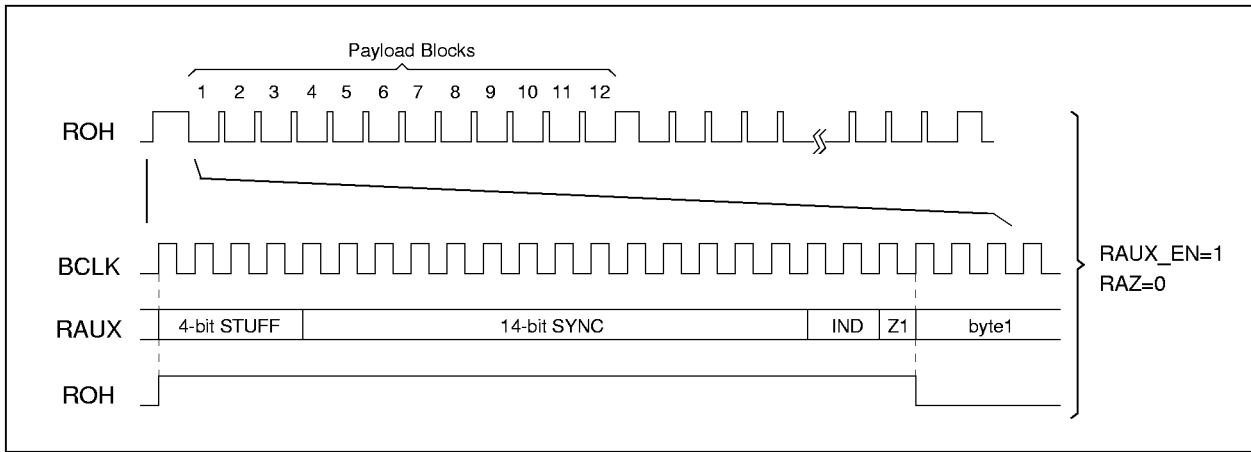 Payload Blocks
1 2 3 4 5 6 7 8 9 10 11 12
ROH
BCLK
RAUX_EN=1
RAZ=0
RAUX 4-bit STUFF 14-bit SYNC IND Z1 byte1
ROH